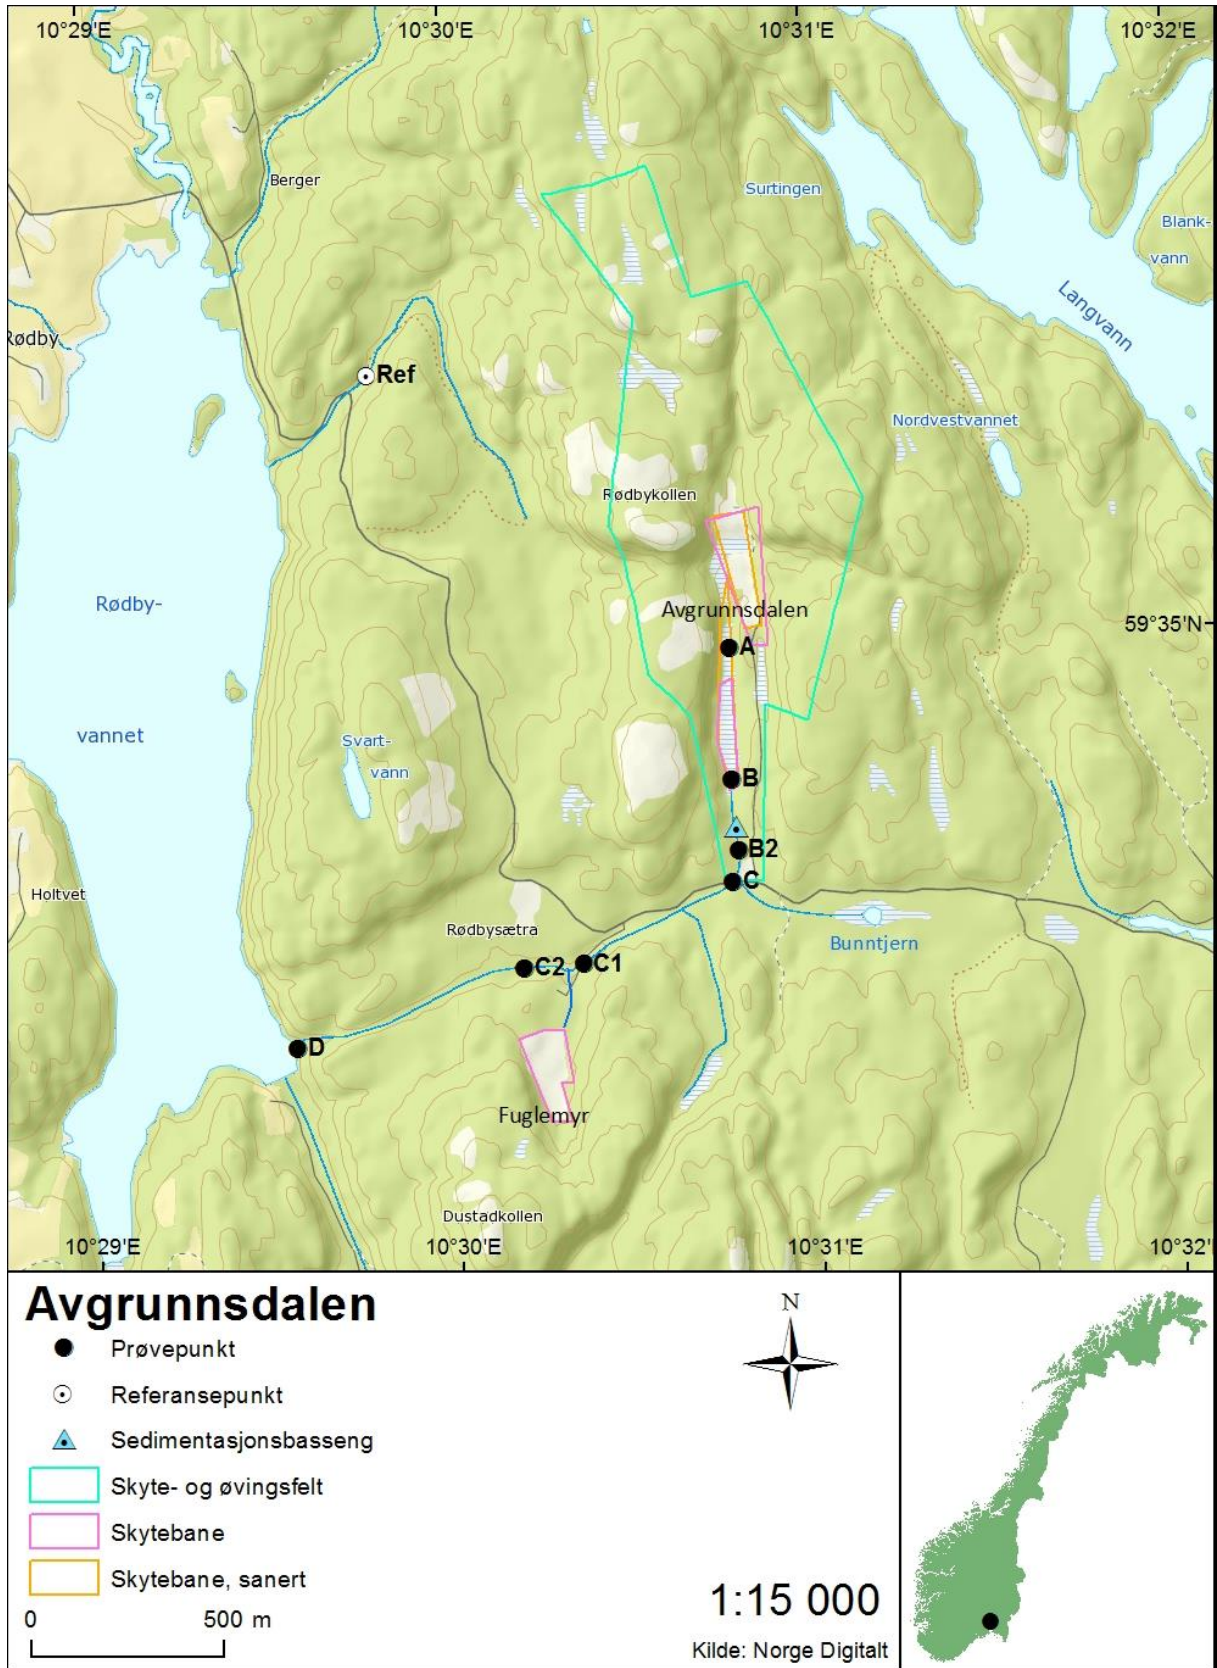 10°29'E
10°30'E
10°31'E
10°32'E
Berger
Surtingen
Blank-
vann
Langvann
Rødby
Ref
Nordvestvannet
Rødbykollen
Rødby-
vannet
Avgrunnsdalen
59°35'N
A
Svart-
vann
B
B2
C
Holtvet
Rødbysætra
Bunntjern
C2
C1
D
Fuglemyr
Dustadkollen
10°29'E
10°30'E
10°31'E
10°32'
Avgrunnsdalen
Prøvepunkt
Referansepunkt
Sedimentasjonsbasseng
Skyte- og øvingsfelt
Skytebane
Skytebane, sanert
0 500 m
N
1:15 000
Kilde: Norge Digitalt